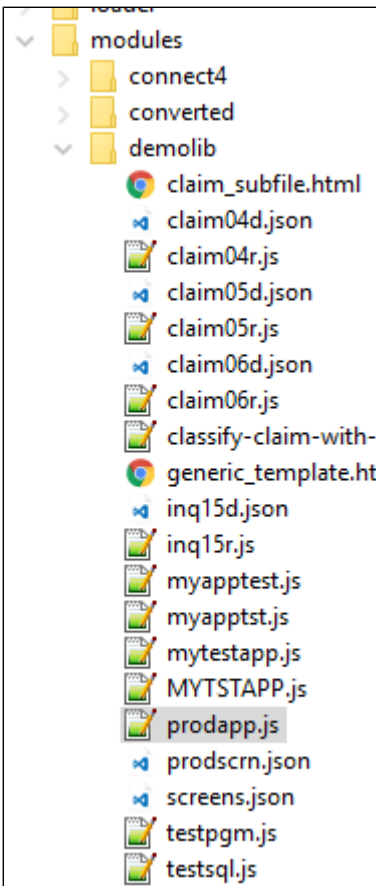 modules
connect4
converted
demolib
claim_subfile.html
claim04d.json
claim04r.js
claim05d.json
claim05r.js
claim06d.json
claim06r.js
classify-claim-with-
generic_template.ht
inq15d.json
inq15r.js
myapptest.js
myapptst.js
mytestapp.js
MYTSTAPP.js
prodapp.js
prodscrn.json
screens.json
testpgm.js
testsql.js